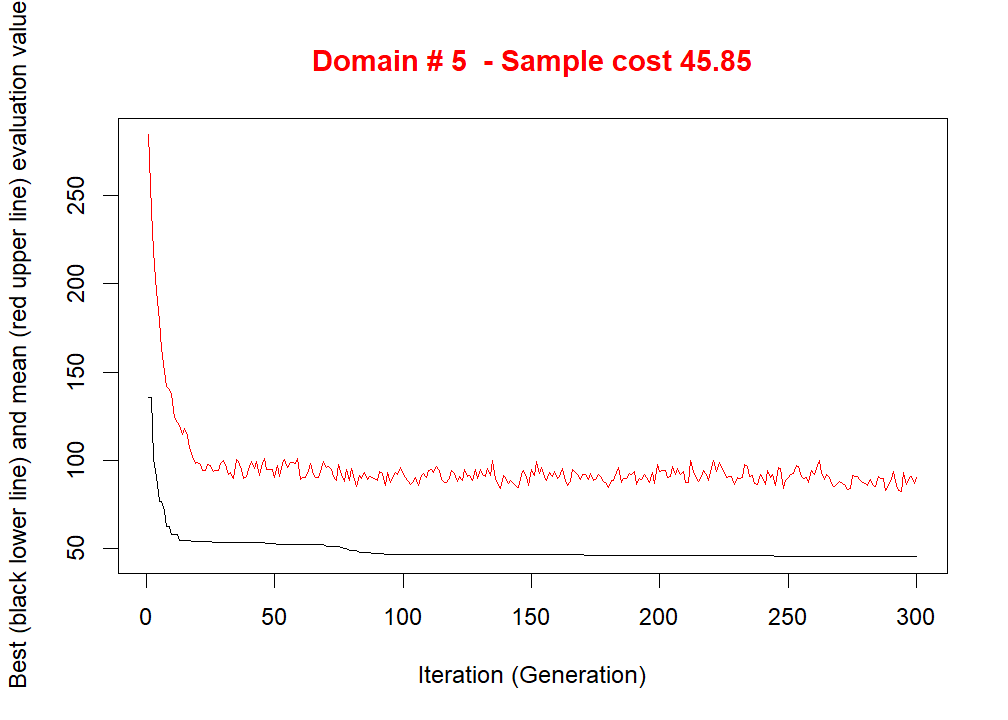 Domain # 5  - Sample cost 45.85
Best (black lower line) and mean (red upper line) evaluation value
250
200
150
100
50
0 50 100 150 200 250 300
Iteration (Generation)